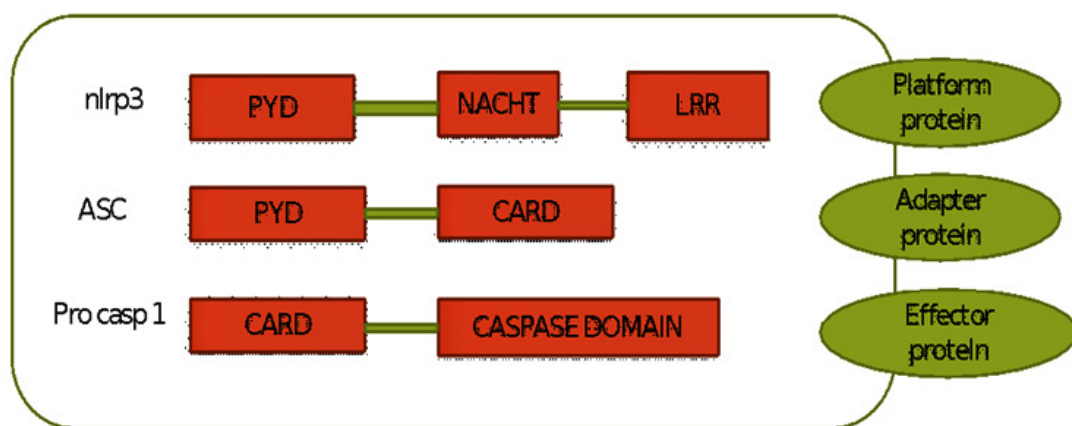 nlrp3
PYD
NACHT
LRR
Platform
protein
ASC
PYD
CARD
Adapter
protein
Pro casp 1
CARD
CASPASE DOMAIN
Effector
protein